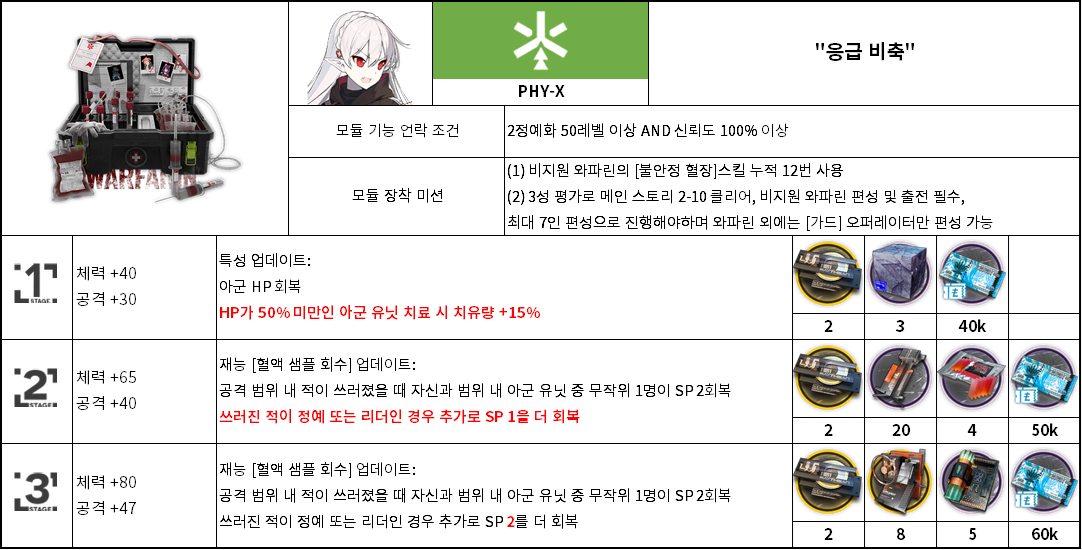 WARFARIN
PHY-X
"응급 비축"
모듈 기능 언락 조건
2정예화 50레벨 이상 AND 신뢰도 100% 이상
모듈 장착 미션
(1) 비지원 와파린의 [불안정 혈장]스킬 누적 12번 사용
(2) 3성 평가로 메인 스토리 2-10 클리어, 비지원 와파린 편성 및 출전 필수,
최대 7인 편성으로 진행해야하며 와파린 외에는 [가드] 오퍼레이터만 편성 가능
1
STAGE
체력 +40
공격 +30
특성 업데이트:
아군 HP 회복
HP가 50% 미만인 아군 유닛 치료 시 치유량 +15%
2
3
40k
2
STAGE
체력 +65
공격 +40
재능 [혈액 샘플 회수] 업데이트:
공격 범위 내 적이 쓰러졌을 때 자신과 범위 내 아군 유닛 중 무작위 1명이 SP 2회복
쓰러진 적이 정예 또는 리더인 경우 추가로 SP 1을 더 회복
2
20
4
50k
3
STAGE
체력 +80
공격 +47
재능 [혈액 샘플 회수] 업데이트:
공격 범위 내 적이 쓰러졌을 때 자신과 범위 내 아군 유닛 중 무작위 1명이 SP 2회복
쓰러진 적이 정예 또는 리더인 경우 추가로 SP 2를 더 회복
2
8
5
60k